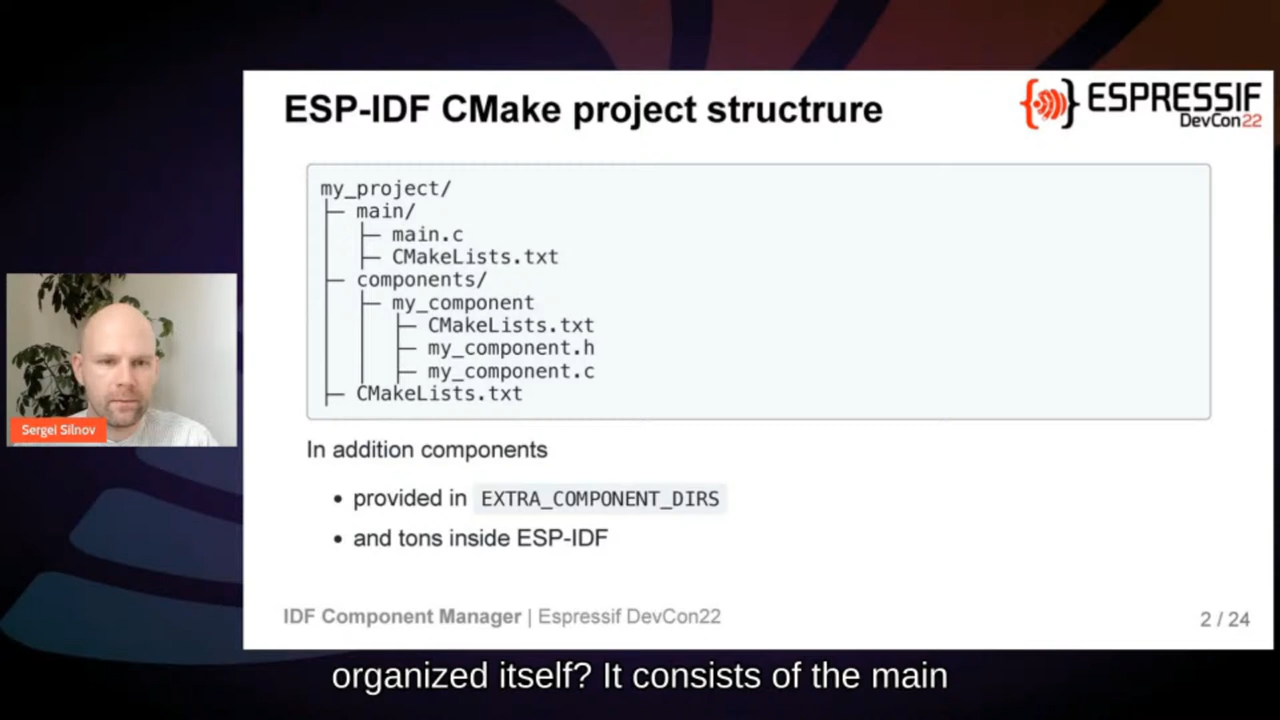 ESP-IDF CMake project structrure
{ } ESPRESSIF
DevCon22
my_project/
├─ main/
│  ├─ main.c
│  ├─ CMakeLists.txt
├─ components/
│  ├─ my_component
│  │  ├─ CMakeLists.txt
│  │  ├─ my_component.h
│  │  ├─ my_component.c
├─ CMakeLists.txt
Sergei Silnov
In addition components
• provided in EXTRA_COMPONENT_DIRS
• and tons inside ESP-IDF
IDF Component Manager | Espressif DevCon22
2 / 24
organized itself? It consists of the main